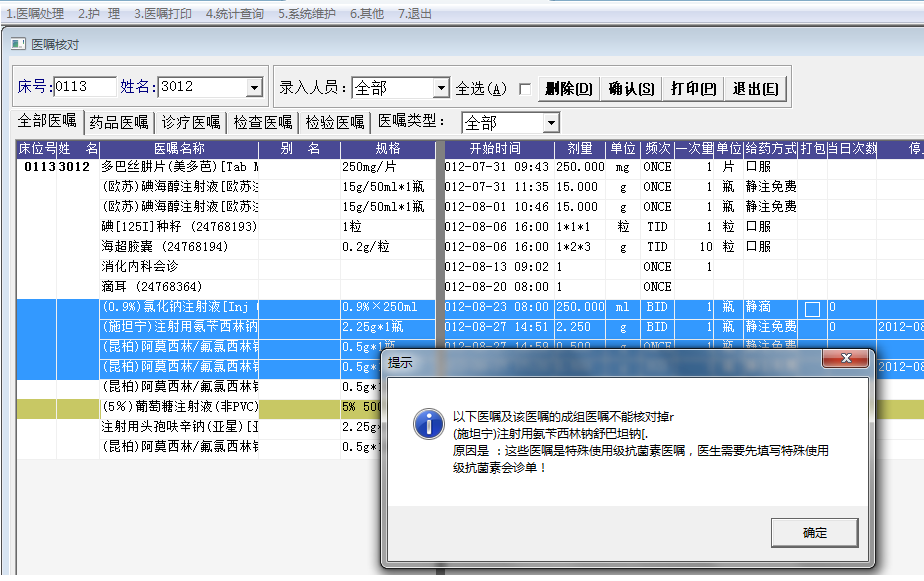 1.医嘱处理 2.护 理 3.医嘱打印 4.统计查询 5.系统维护 6.其他 7.退出
医嘱核对
床号: 0113 姓名: 3012 录入人员: 全部 全选(A) 删除(D) 确认(S) 打印(P) 退出(E)
全部医嘱 药品医嘱 诊疗医嘱 检查医嘱 检验医嘱 医嘱类型: 全部
床位号 姓 名 医嘱名称 别 名 规格 开始时间 剂量 单位 频次 一次量 单位 给药方式 打包 当日次数 停
0113 3012 多巴丝肼片(美多芭)[Tab 250mg/片 012-07-31 09:43 250.000 mg ONCE 1 片 口服
(欧苏)碘海醇注射液[欧苏 15g/50ml*1瓶 012-07-31 11:35 15.000 g ONCE 1 瓶 静注免费
(欧苏)碘海醇注射液[欧苏 15g/50ml*1瓶 012-08-01 10:46 15.000 g ONCE 1 瓶 静注免费
碘[125I]种籽 (24768193) 1粒 012-08-06 16:00 1*1*1 粒 TID 1 粒 口服
海超胶囊 (24768194) 0.2g/粒 012-08-06 16:00 1*2*3 g TID 10 粒 口服
消化内科会诊 012-08-13 09:02 1 ONCE 1
滴耳 (24768364) 012-08-20 08:00 1 ONCE
(0.9%)氯化钠注射液[Inj 0.9%×250ml 012-08-23 08:00 250.000 ml BID 1 瓶 静滴 0
(施坦宁)注射用氨苄西林钠 2.25g*1瓶 012-08-27 14:51 2.250 g BID 1 瓶 静注免费 0 2012-08
(昆柏)阿莫西林/氟氯西林 0.5g*1瓶 012-08-27 14:59 0.500 g ONCE 1 瓶 静注免费
(昆柏)阿莫西林/氟氯西林 0.5g* 2012-08
(昆柏)阿莫西林/氟氯西林 0.5g*
(5%)葡萄糖注射液(非PVC) 5% 500
注射用头孢呋辛钠(亚星)[ 2.25g*
(昆柏)阿莫西林/氟氯西林 0.5g*
提示
以下医嘱及该医嘱的成组医嘱不能核对掉r
(施坦宁)注射用氨苄西林钠舒巴坦钠[.
原因是 ：这些医嘱是特殊使用级抗菌素医嘱，医生需要先填写特殊使用
级抗菌素会诊单！
确定